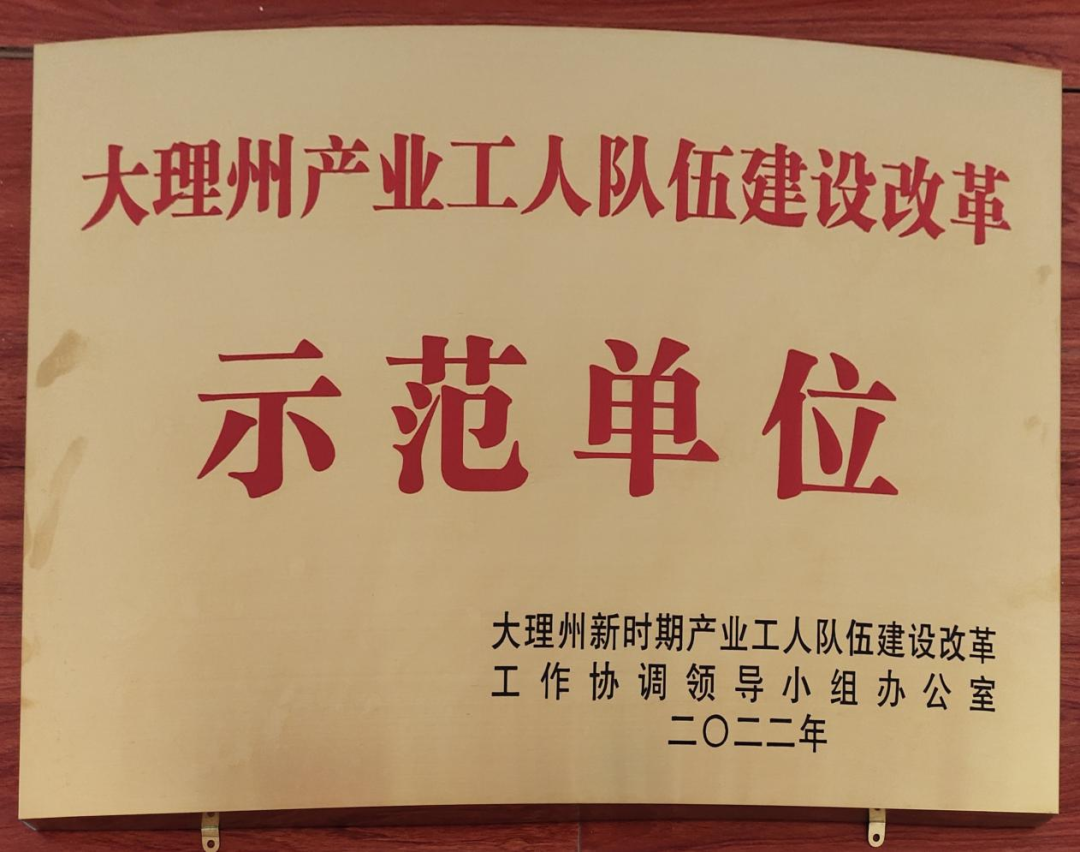 大理州产业工人队伍建设改革
示范单位
大理州新时期产业工人队伍建设改革
工作协调领导小组办公室
二〇二二年